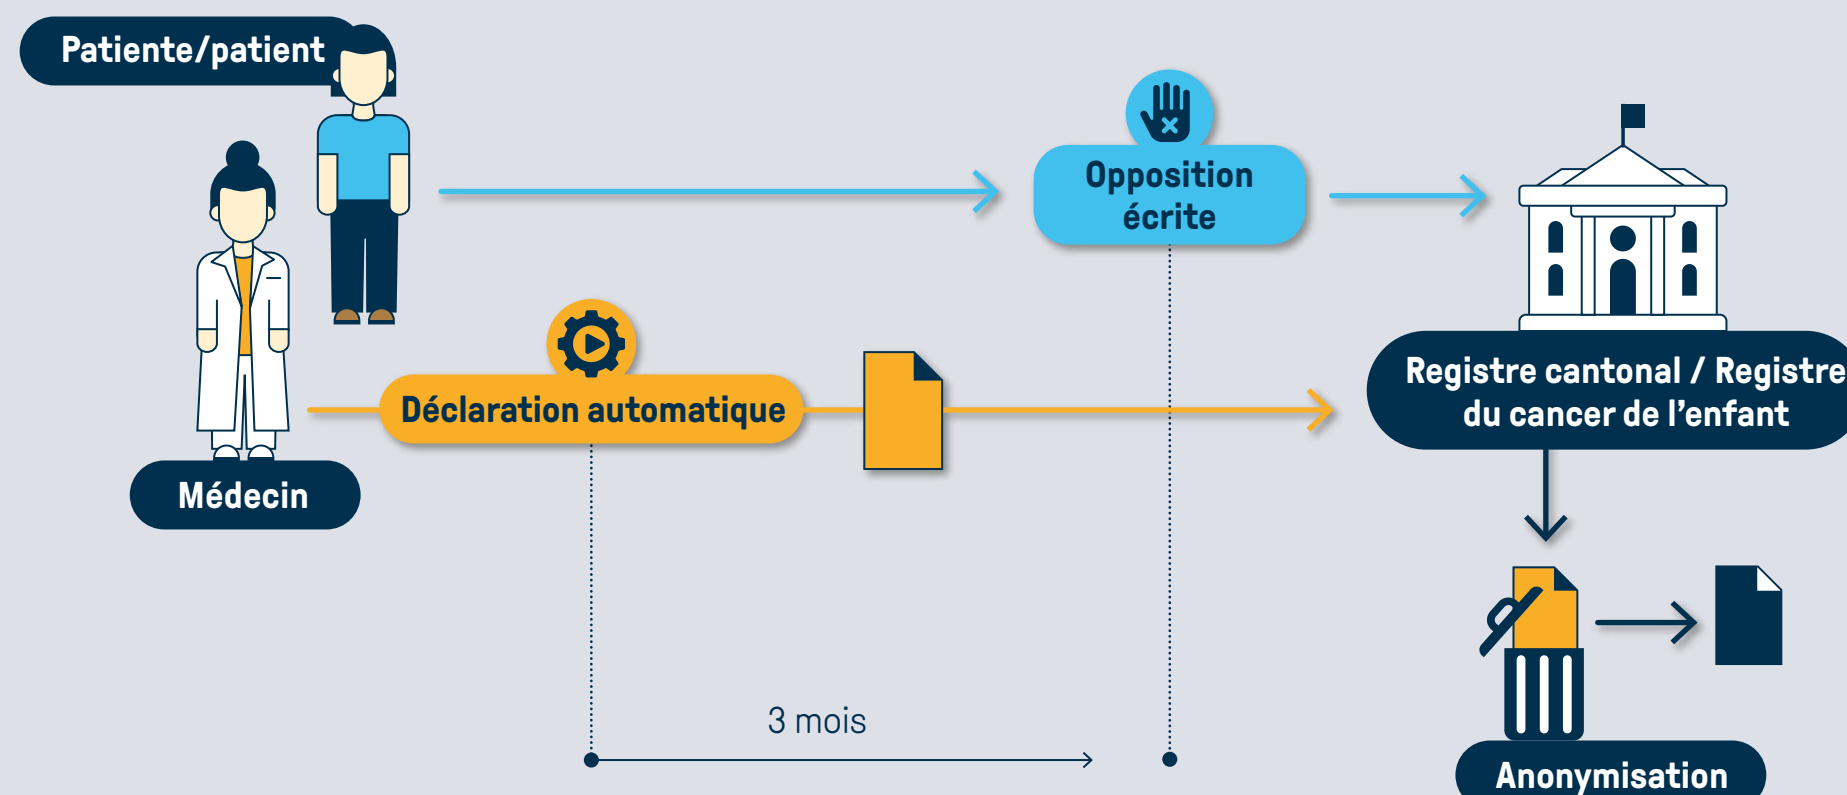 Patiente/patient
Opposition
écrite
Déclaration automatique
Médecin
Registre cantonal / Registre
du cancer de l'enfant
3 mois
Anonymisation